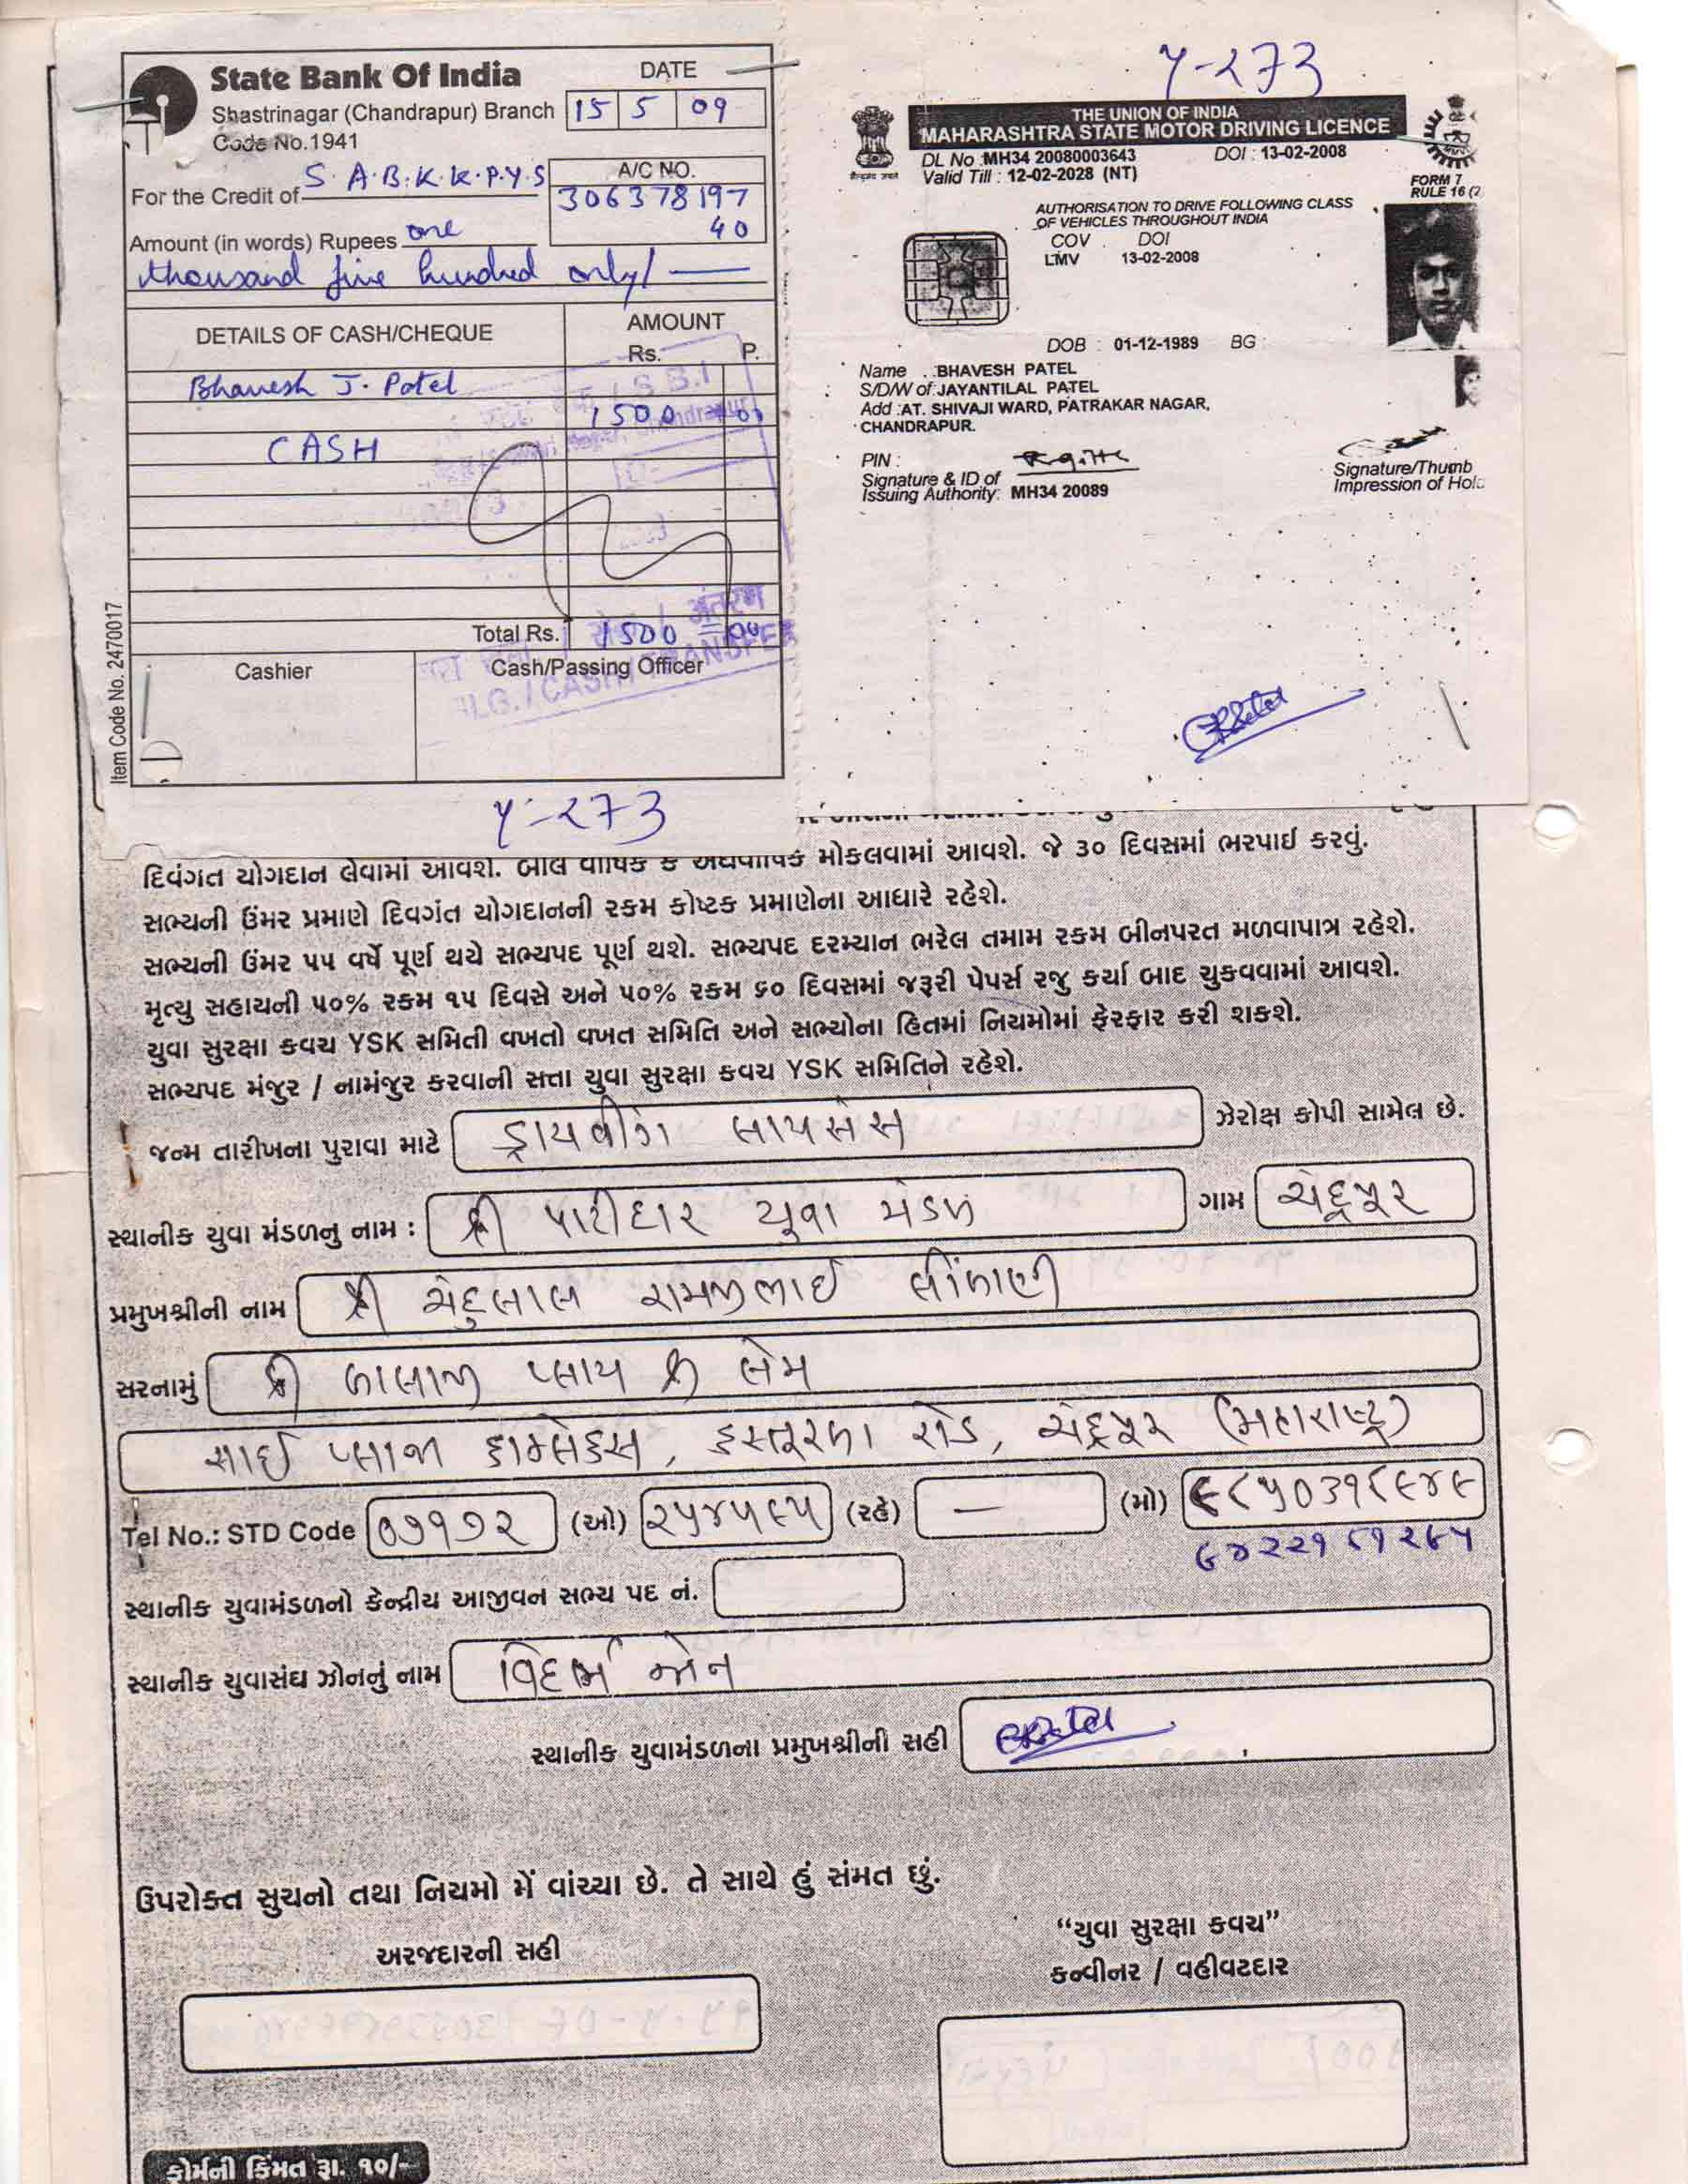 State Bank Of India
Shastrinagar (Chandrapur) Branch
Code No.1941
DATE
15 5 09
For the Credit of S.A.B.K.K.P.Y.S
A/C NO.
306378197
40
Amount (in words) Rupees one
thousand five hundred only/
DETAILS OF CASH/CHEQUE
AMOUNT
Rs. P.
Bhavesh J. Patel
1500 00
CASH
Total Rs. 1500 00
Cashier
Cash/Passing Officer
Item Code No. 2470017
Y-273
Y-273
THE UNION OF INDIA
MAHARASHTRA STATE MOTOR DRIVING LICENCE
DL No :MH34 20080003643 DOI : 13-02-2008
Valid Till : 12-02-2028 (NT)
FORM 7
RULE 16 (2
AUTHORISATION TO DRIVE FOLLOWING CLASS
OF VEHICLES THROUGHOUT INDIA
COV DOI
LMV 13-02-2008
DOB : 01-12-1989 BG :
Name : BHAVESH PATEL
S/D/W of :JAYANTILAL PATEL
Add :AT. SHIVAJI WARD, PATRAKAR NAGAR,
CHANDRAPUR.
PIN :
Signature & ID of
Issuing Authority: MH34 20089
Signature/Thumb
Impression of Hol
દિવંગત યોગદાન લેવામાં આવશે. બીલ વાર્ષિક કે અર્ધવાર્ષિક મોકલવામાં આવશે. જે ૩૦ દિવસમાં ભરપાઈ કરવું.
સભ્યની ઉંમર પ્રમાણે દિવગંત યોગદાનની રકમ કોષ્ટક પ્રમાણેના આધારે રહેશે.
સભ્યની ઉંમર ૫૫ વર્ષે પૂર્ણ થયે સભ્યપદ પૂર્ણ થશે. સભ્યપદ દરમ્યાન ભરેલ તમામ રકમ બીનપરત મળવાપાત્ર રહેશે.
મૃત્યુ સહાયની ૫૦% રકમ ૧૫ દિવસે અને ૫૦% રકમ ૬૦ દિવસમાં જરૂરી પેપર્સ રજુ કર્યા બાદ ચુકવવામાં આવશે.
યુવા સુરક્ષા કવચ YSK સમિતી વખતો વખત સમિતિ અને સભ્યોના હિતમાં નિયમોમાં ફેરફાર કરી શકશે.
સભ્યપદ મંજુર / નામંજુર કરવાની સત્તા યુવા સુરક્ષા કવચ YSK સમિતિને રહેશે.
જન્મ તારીખના પુરાવા માટે ડ્રાયવીંગ લાયસેંસ ઝેરોક્ષ કોપી સામેલ છે.
સ્થાનીક યુવા મંડળનુ નામ : શ્રી પાટીદાર યુવા મંડળ ગામ ચંદ્રપુર
પ્રમુખશ્રીની નામ શ્રી ચંદુલાલ રામજીભાઈ લીંબાણી
સરનામું શ્રી બાલાજી પ્લાય એન્ડ લેમ
સાઈ પ્લાઝા કોમ્પલેક્સ, કસ્તૂરબા રોડ, ચંદ્રપુર (મહારાષ્ટ્ર)
Tel No.: STD Code ૦૭૧૭૨ (ઓ) ૨૫૪૫૯૫ (રહે) — (મો) ૯૮૫૦૩૧૮૯૪૯
૯૪૨૨૧૮૧૨૯૫
સ્થાનીક યુવામંડળનો કેન્દ્રીય આજીવન સભ્ય પદ નં.
સ્થાનીક યુવાસંઘ ઝોનનું નામ વિદર્ભ ઝોન
સ્થાનીક યુવામંડળના પ્રમુખશ્રીની સહી
ઉપરોક્ત સુચનો તથા નિયમો મેં વાંચ્યા છે. તે સાથે હું સંમત છું.
અરજદારની સહી
“યુવા સુરક્ષા કવચ”
કન્વીનર / વહીવટદાર
ફોર્મની કિંમત રૂા. ૧૦/-